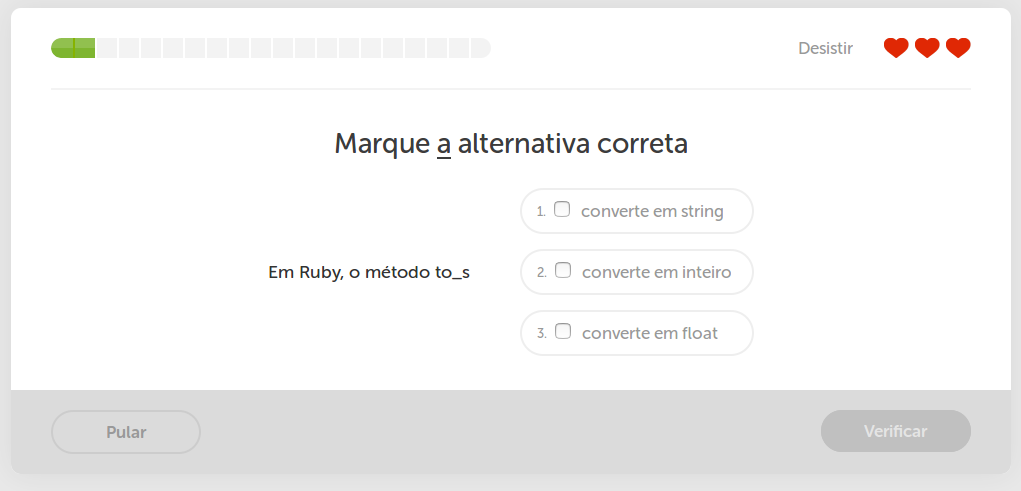 Desistir
Marque a alternativa correta
Em Ruby, o método to_s
1. converte em string
2. converte em inteiro
3. converte em float
Pular
Verificar